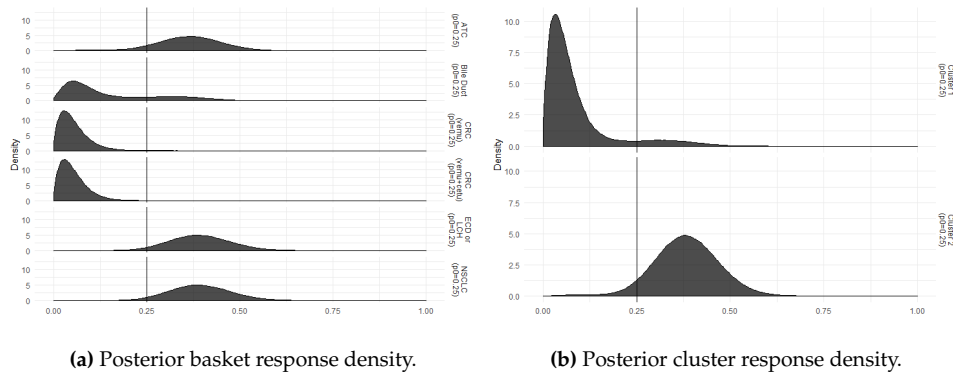 Density
10
5
0
ATC
(p0=0.25)
10
5
0
Bile Duct
(p0=0.25)
10
5
0
CRC
(vemu)
(p0=0.25)
10
5
0
CRC
(vemu+cetu)
(p0=0.25)
10
5
0
ECD or
LCH
(p0=0.25)
10
5
0
NSCLC
(p0=0.25)
0.00 0.25 0.50 0.75 1.00
(a) Posterior basket response density.
Density
10.0
7.5
5.0
2.5
0.0
Cluster 1
(p0=0.25)
10.0
7.5
5.0
2.5
0.0
Cluster 2
(p0=0.25)
0.00 0.25 0.50 0.75 1.00
(b) Posterior cluster response density.